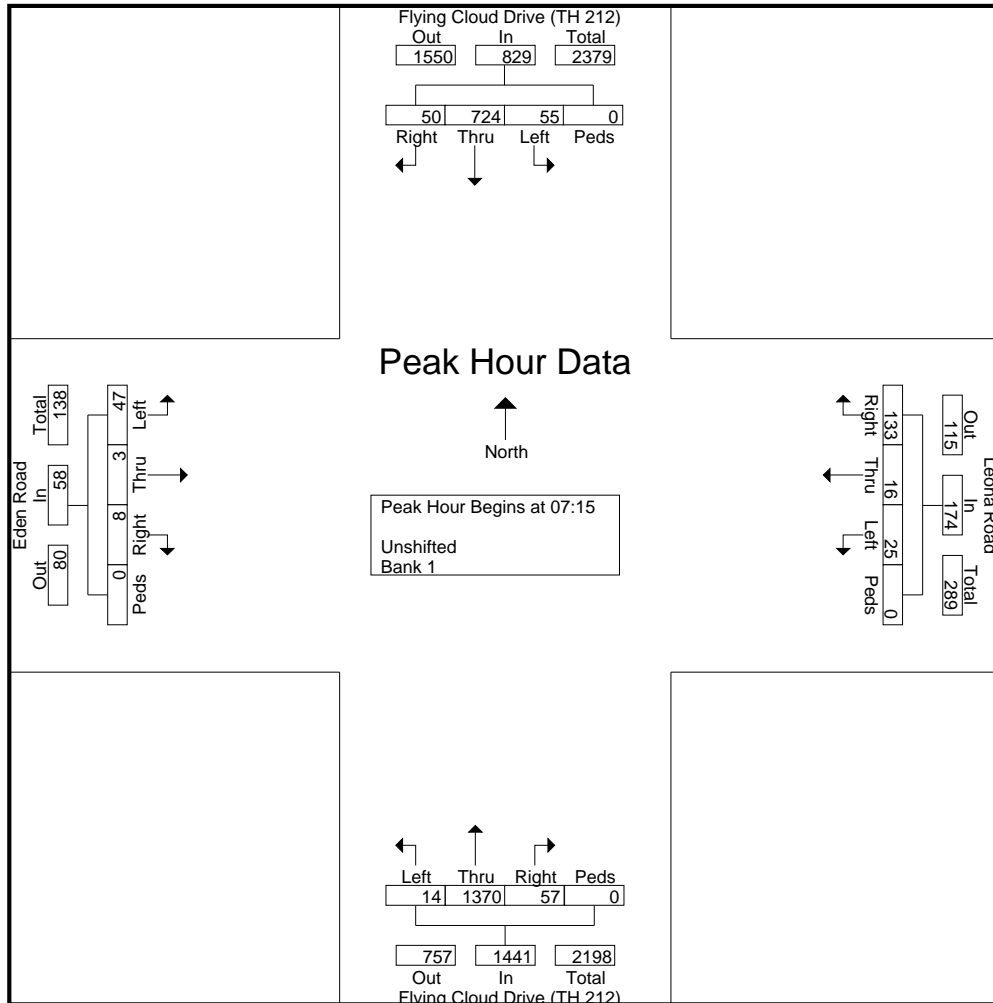 Flying Cloud Drive (TH 212)
Out In Total
1550 829 2379
50 724 55 0
Right Thru Left Peds
Peak Hour Data
North
Peak Hour Begins at 07:15
Unshifted
Bank 1
Eden Road
Out In Total
80 58 138
47 3 8 0
Left Thru Right Peds
Leona Road
Out In Total
115 174 289
133 16 25 0
Right Thru Left Peds
Left Thru Right Peds
14 1370 57 0
757 1441 2198
Out In Total
Flying Cloud Drive (TH 212)